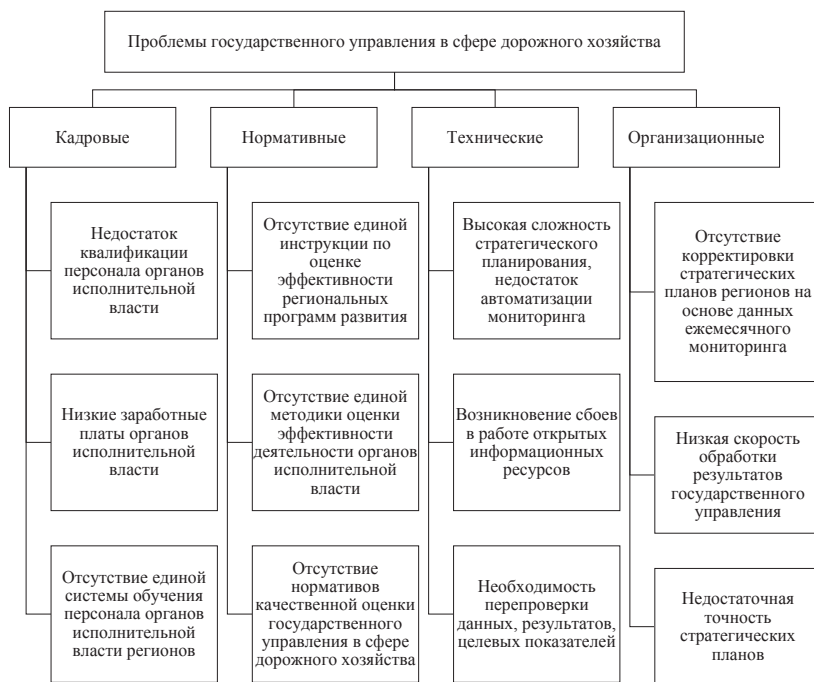 Проблемы государственного управления в сфере дорожного хозяйства
Кадровые
Недостаток
квалификации
персонала органов
исполнительной
власти
Низкие заработные
платы органов
исполнительной
власти
Отсутствие единой
системы обучения
персонала органов
исполнительной
власти регионов
Нормативные
Отсутствие единой
инструкции по
оценке
эффективности
региональных
программ развития
Отсутствие единой
методики оценки
эффективности
деятельности органов
исполнительной
власти
Отсутствие
нормативов
качественной оценки
государственного
управления в сфере
дорожного хозяйства
Технические
Высокая сложность
стратегического
планирования,
недостаток
автоматизации
мониторинга
Возникновение сбоев
в работе открытых
информационных
ресурсов
Необходимость
перепроверки
данных, результатов,
целевых показателей
Организационные
Отсутствие
корректировки
стратегических
планов регионов на
основе данных
ежемесячного
мониторинга
Низкая скорость
обработки
результатов
государственного
управления
Недостаточная
точность
стратегических
планов